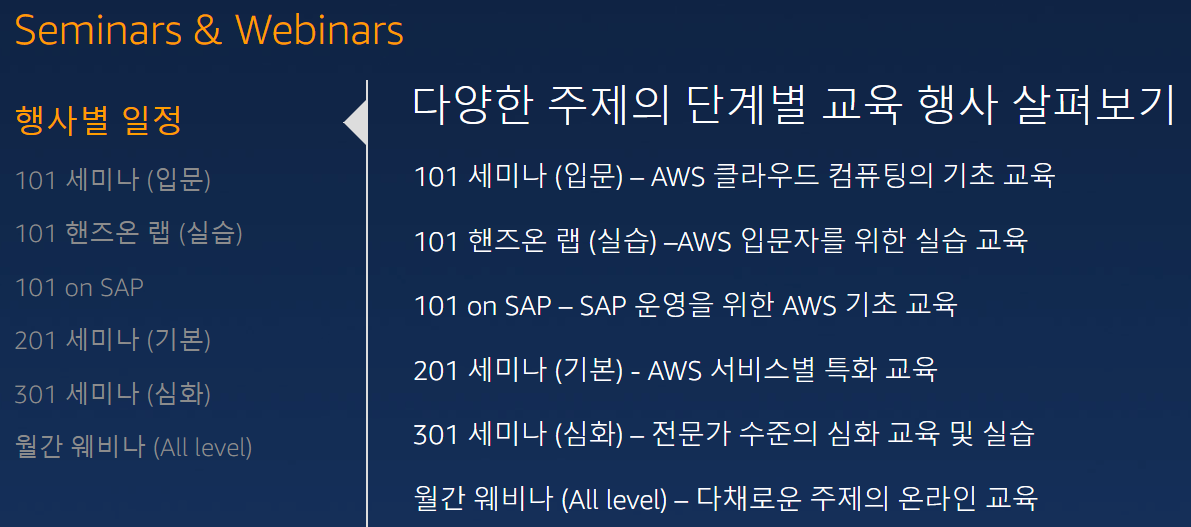 Seminars & Webinars
행사별 일정
101 세미나 (입문)
101 핸즈온 랩 (실습)
101 on SAP
201 세미나 (기본)
301 세미나 (심화)
월간 웨비나 (All level)
다양한 주제의 단계별 교육 행사 살펴보기
101 세미나 (입문) – AWS 클라우드 컴퓨팅의 기초 교육
101 핸즈온 랩 (실습) –AWS 입문자를 위한 실습 교육
101 on SAP – SAP 운영을 위한 AWS 기초 교육
201 세미나 (기본) - AWS 서비스별 특화 교육
301 세미나 (심화) – 전문가 수준의 심화 교육 및 실습
월간 웨비나 (All level) – 다채로운 주제의 온라인 교육